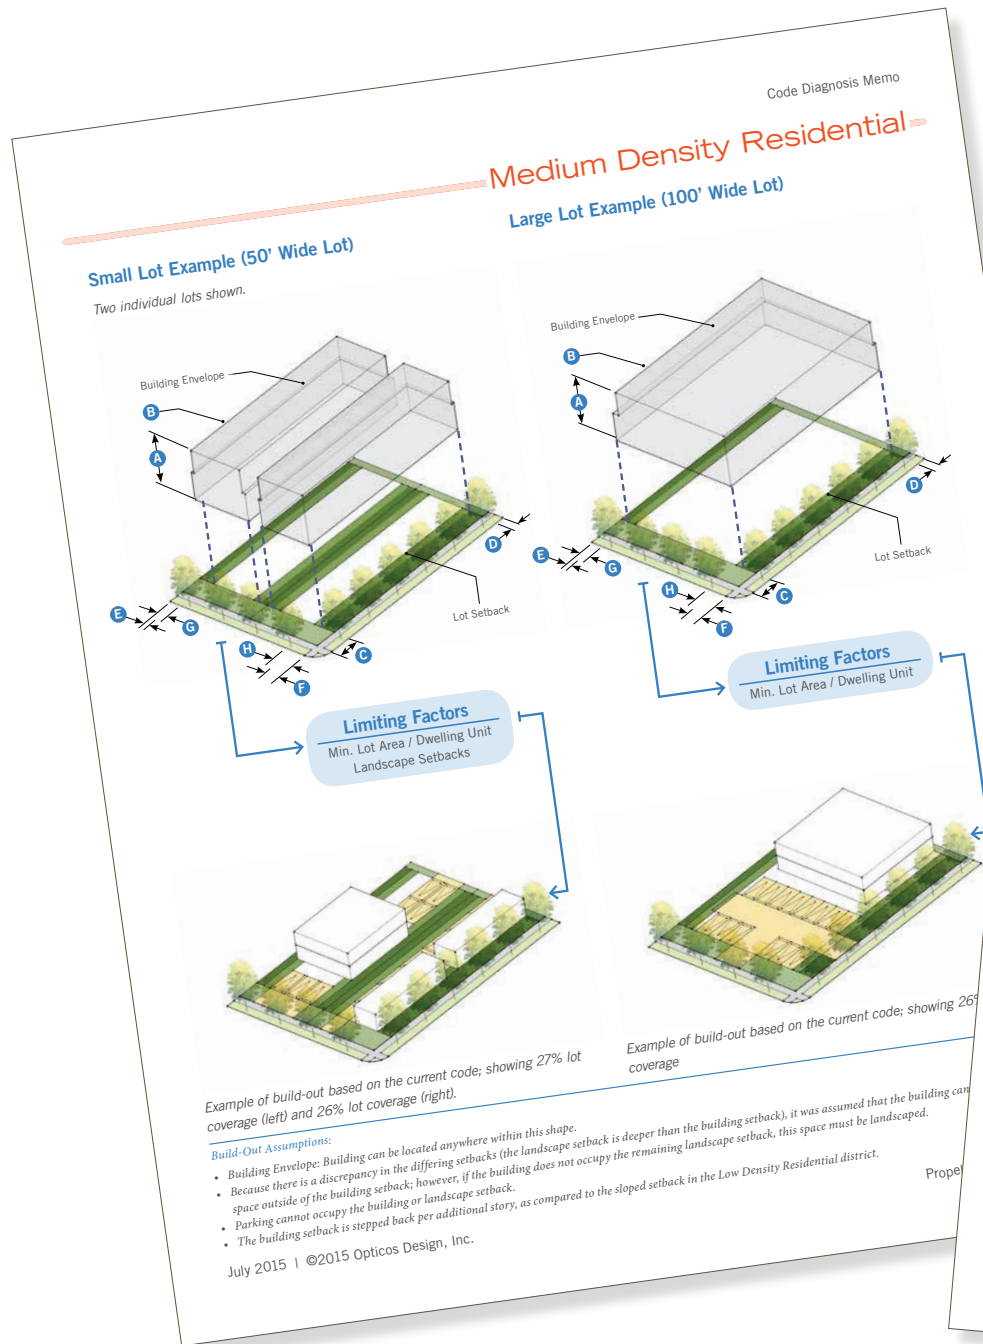 Code Diagnosis Memo
Medium Density Residential
Small Lot Example (50’ Wide Lot)
Two individual lots shown.
Building Envelope
B
A
D
Lot Setback
E
G
H
C
F
Limiting Factors
Min. Lot Area / Dwelling Unit
Landscape Setbacks
Example of build-out based on the current code; showing 27% lot
coverage (left) and 26% lot coverage (right).
Large Lot Example (100’ Wide Lot)
Building Envelope
B
A
D
Lot Setback
E
G
H
C
F
Limiting Factors
Min. Lot Area / Dwelling Unit
Example of build-out based on the current code; showing 26%
coverage
Build-Out Assumptions:
• Building Envelope: Building can be located anywhere within this shape.
• Because there is a discrepancy in the differing setbacks (the landscape setback is deeper than the building setback), it was assumed that the building can
space outside of the building setback; however, if the building does not occupy the remaining landscape setback, this space must be landscaped.
• Parking cannot occupy the building or landscape setback.
• The building setback is stepped back per additional story, as compared to the sloped setback in the Low Density Residential district.
July 2015 | ©2015 Opticos Design, Inc.